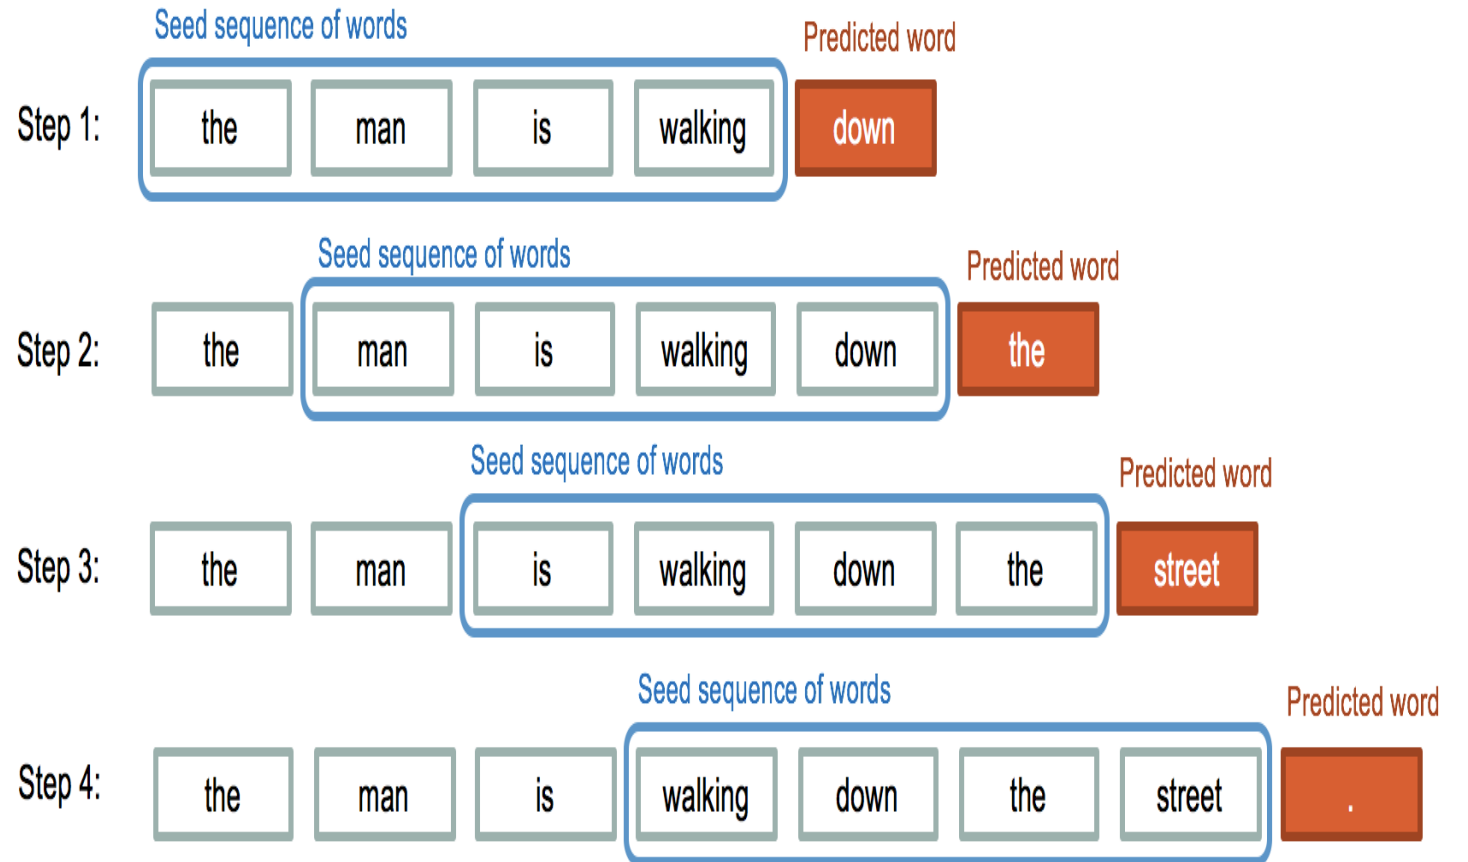 Seed sequence of words
Predicted word
Step 1: the man is walking down
Seed sequence of words
Predicted word
Step 2: the man is walking down the
Seed sequence of words
Predicted word
Step 3: the man is walking down the street
Seed sequence of words
Predicted word
Step 4: the man is walking down the street .